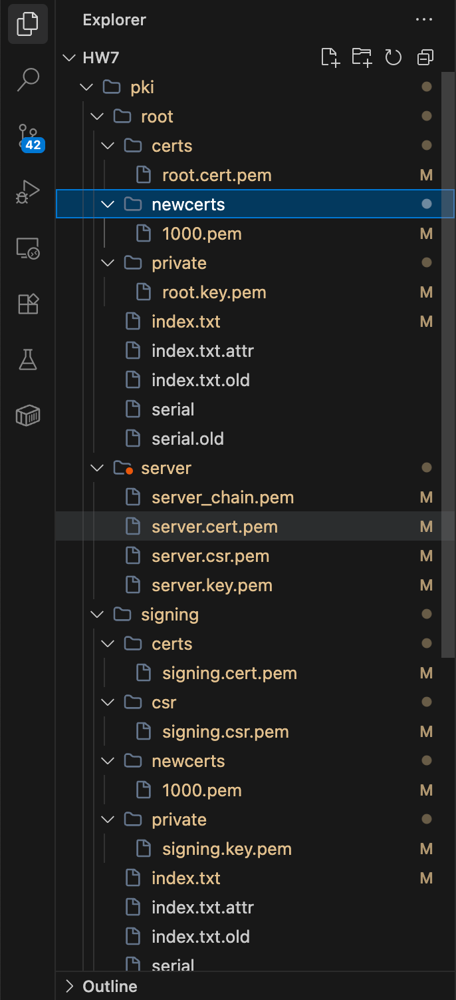 Explorer
HW7
pki
root
certs
root.cert.pem M
newcerts
1000.pem M
private
root.key.pem M
index.txt M
index.txt.attr
index.txt.old
serial
serial.old
server
server_chain.pem M
server.cert.pem M
server.csr.pem M
server.key.pem M
signing
certs
signing.cert.pem M
csr
signing.csr.pem M
newcerts
1000.pem M
private
signing.key.pem M
index.txt M
index.txt.attr
index.txt.old
serial
Outline
42